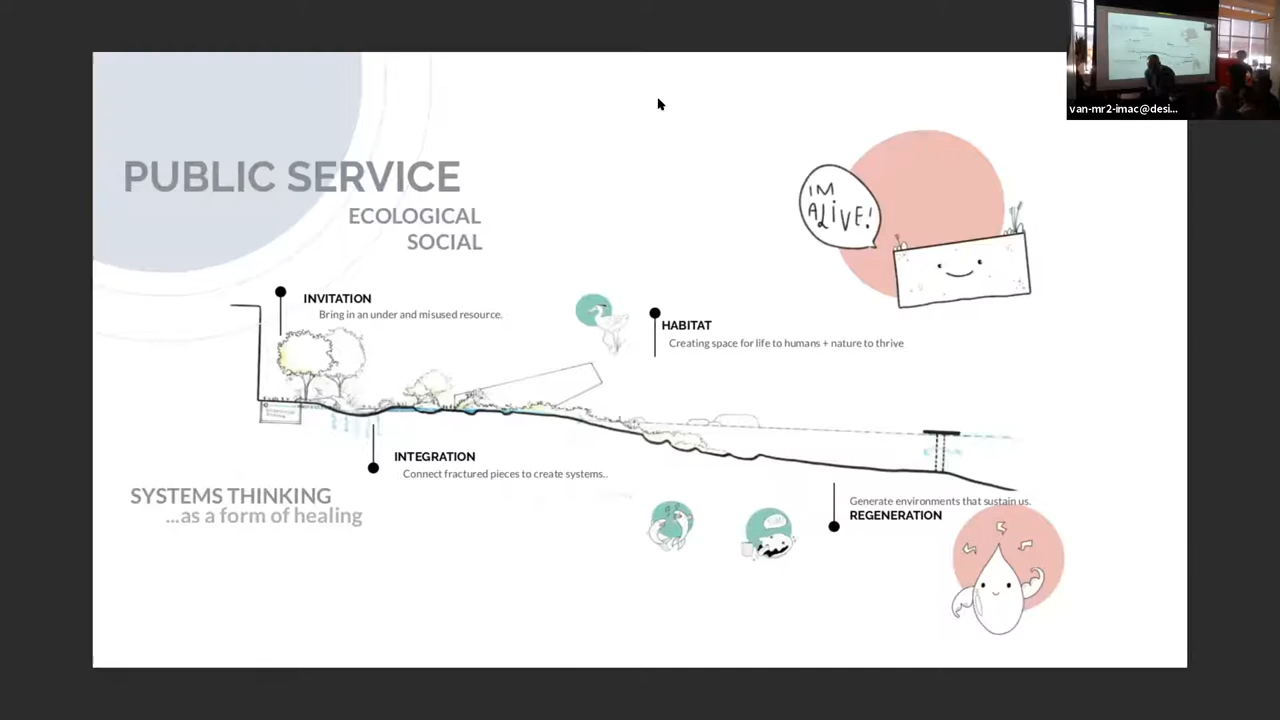 van-mr2-imac@desi...
PUBLIC SERVICE
ECOLOGICAL
SOCIAL
IM
ALIVE!
INVITATION
Bring in an under and misused resource.
HABITAT
Creating space for life to humans + nature to thrive
INTEGRATION
Connect fractured pieces to create systems..
SYSTEMS THINKING
...as a form of healing
Generate environments that sustain us.
REGENERATION